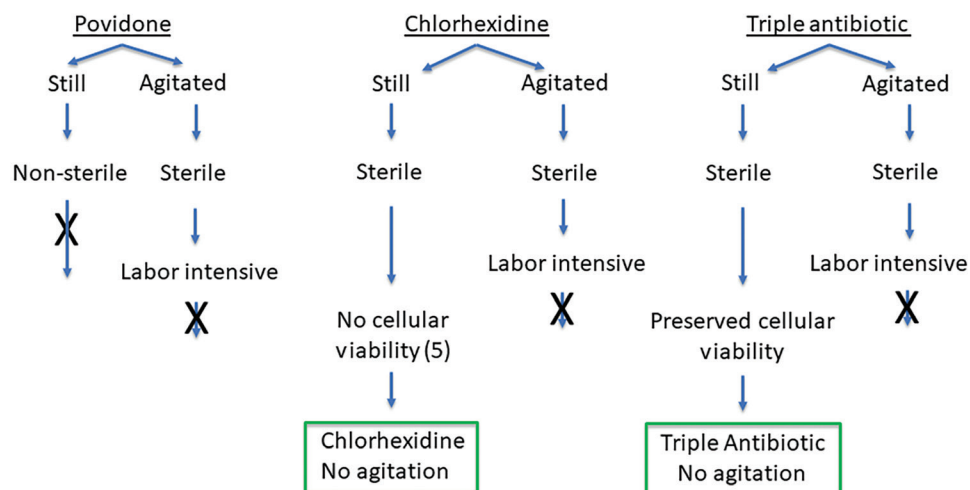 Povidone
Chlorhexidine
Triple antibiotic
Still
Agitated
Still
Agitated
Still
Agitated
Non-sterile
Sterile
Sterile
Sterile
Sterile
Sterile
Labor intensive
Labor intensive
Labor intensive
No cellular
viability (5)
Preserved cellular
viability
Chlorhexidine
No agitation
Triple Antibiotic
No agitation